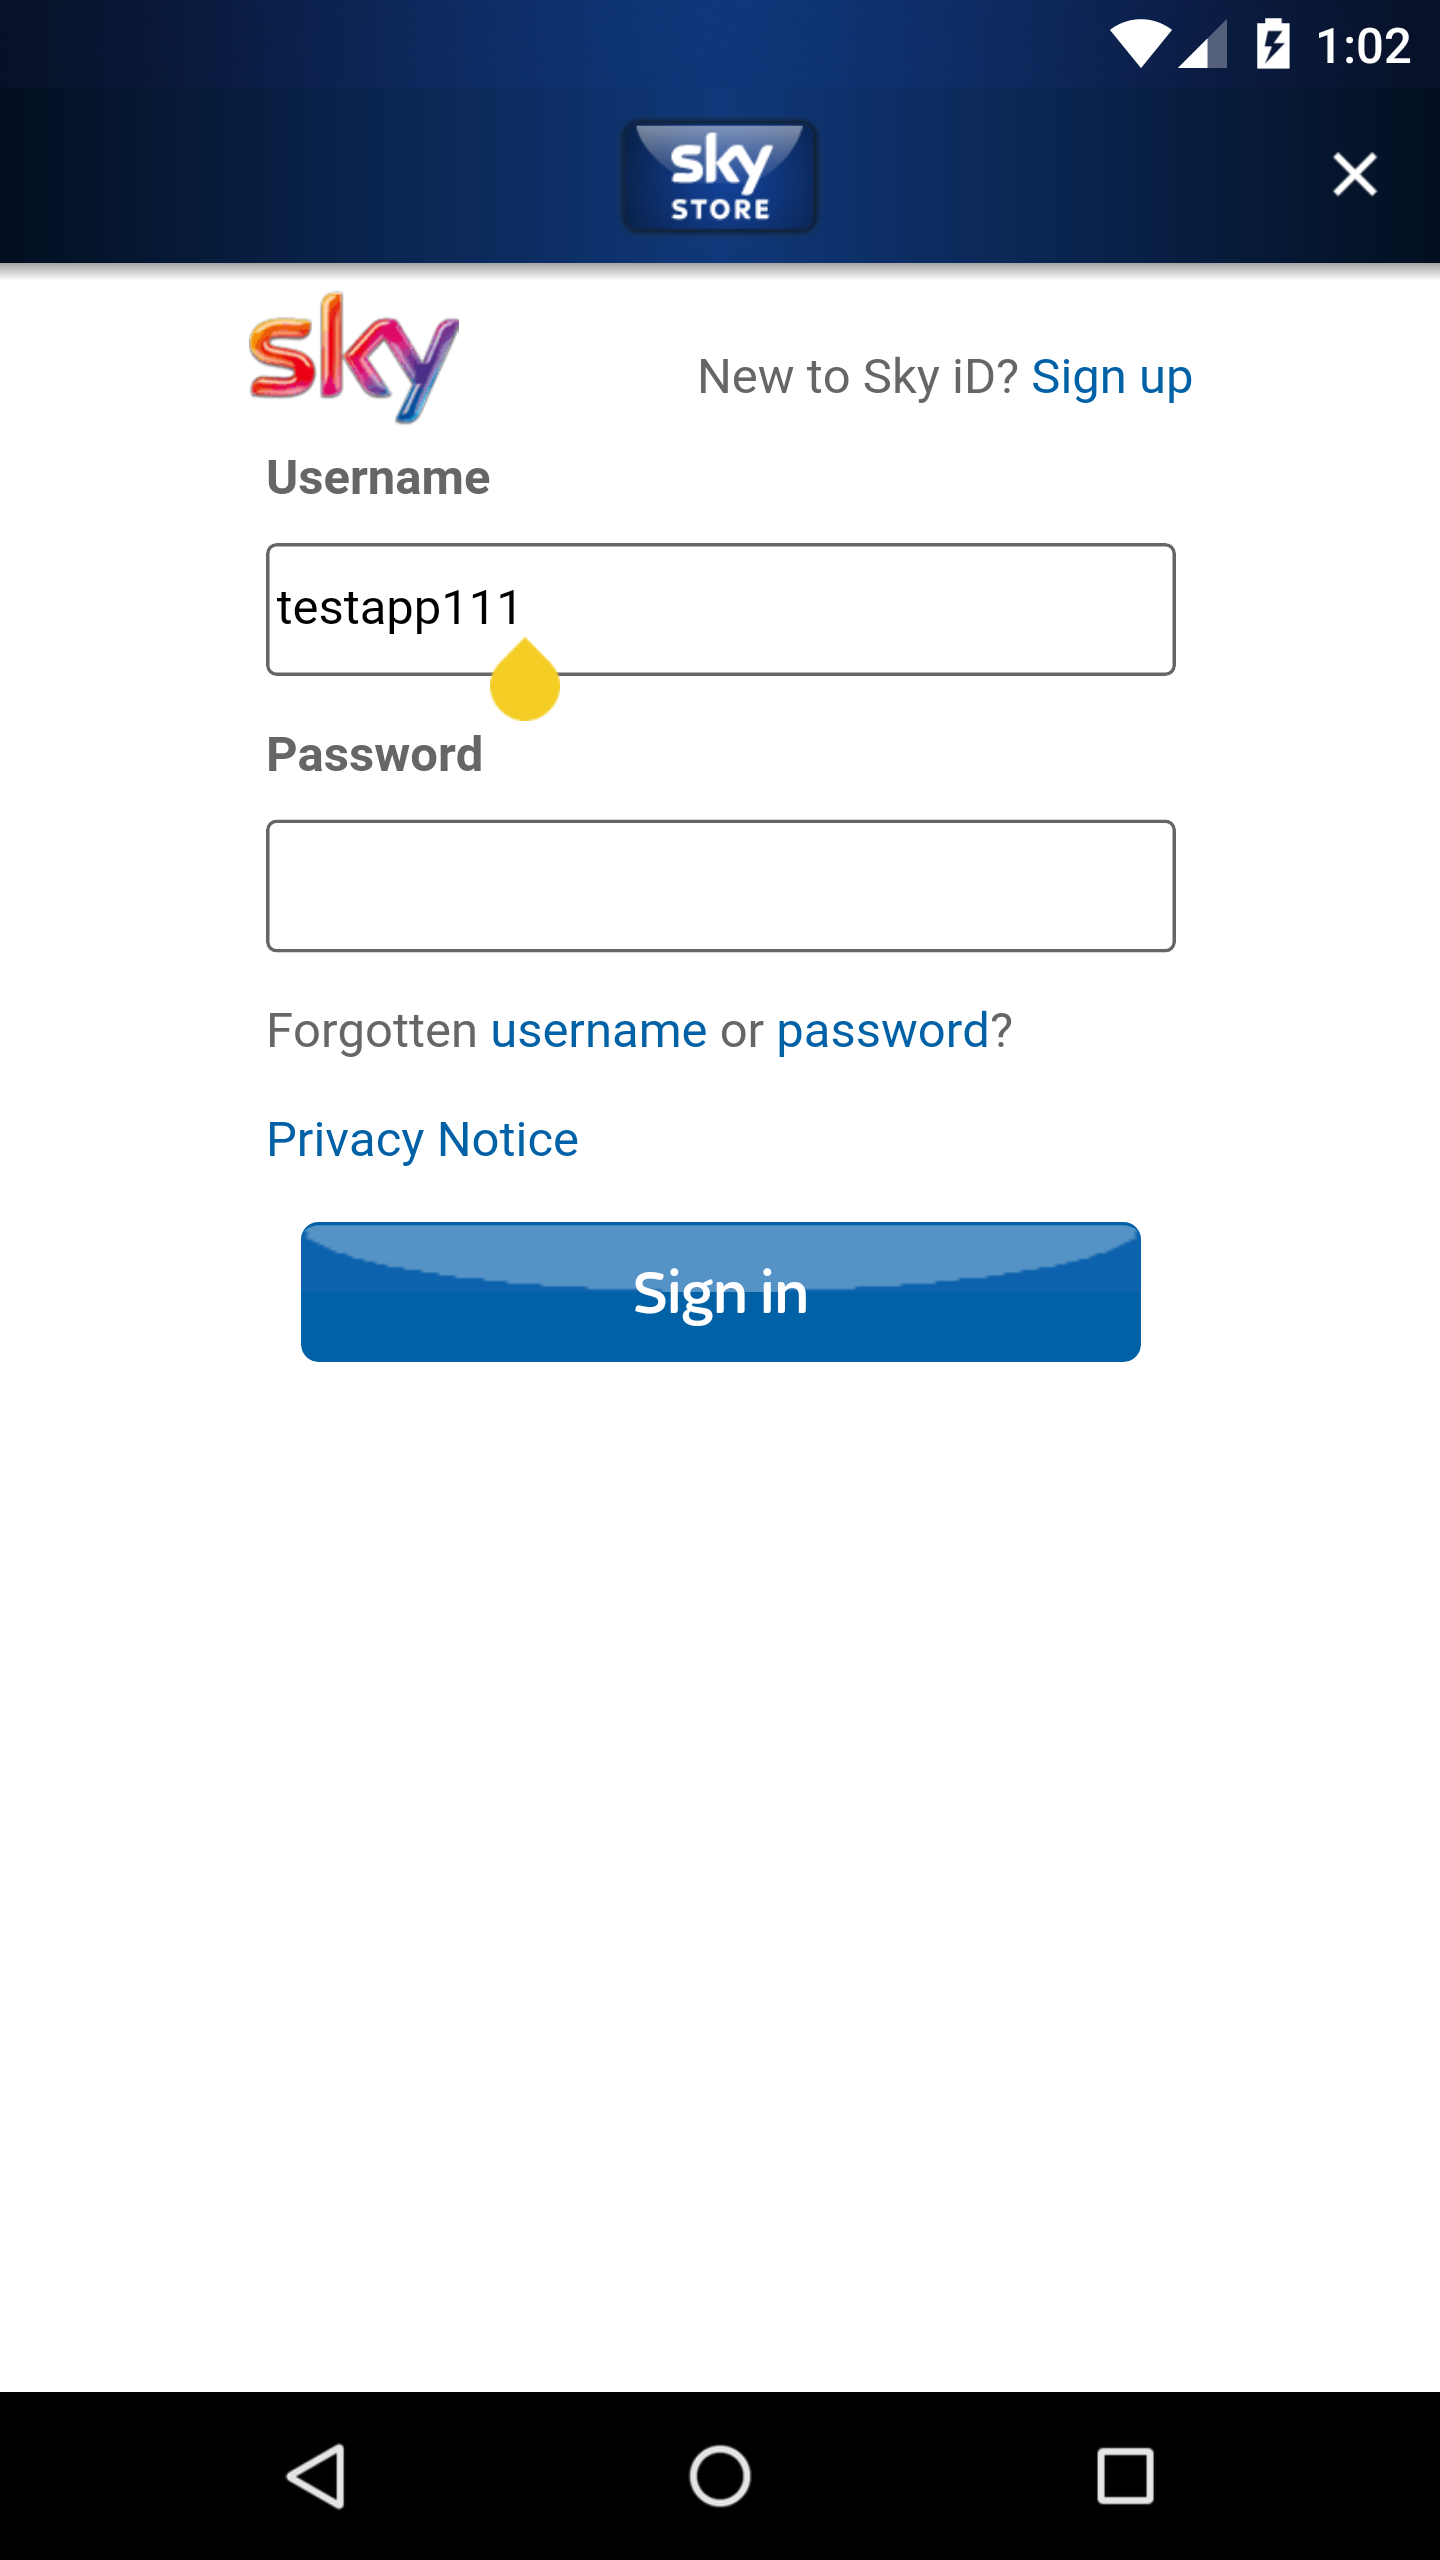 1:02
sky
STORE
sky
New to Sky iD? Sign up
Username
testapp111
Password
Forgotten username or password?
Privacy Notice
Sign in